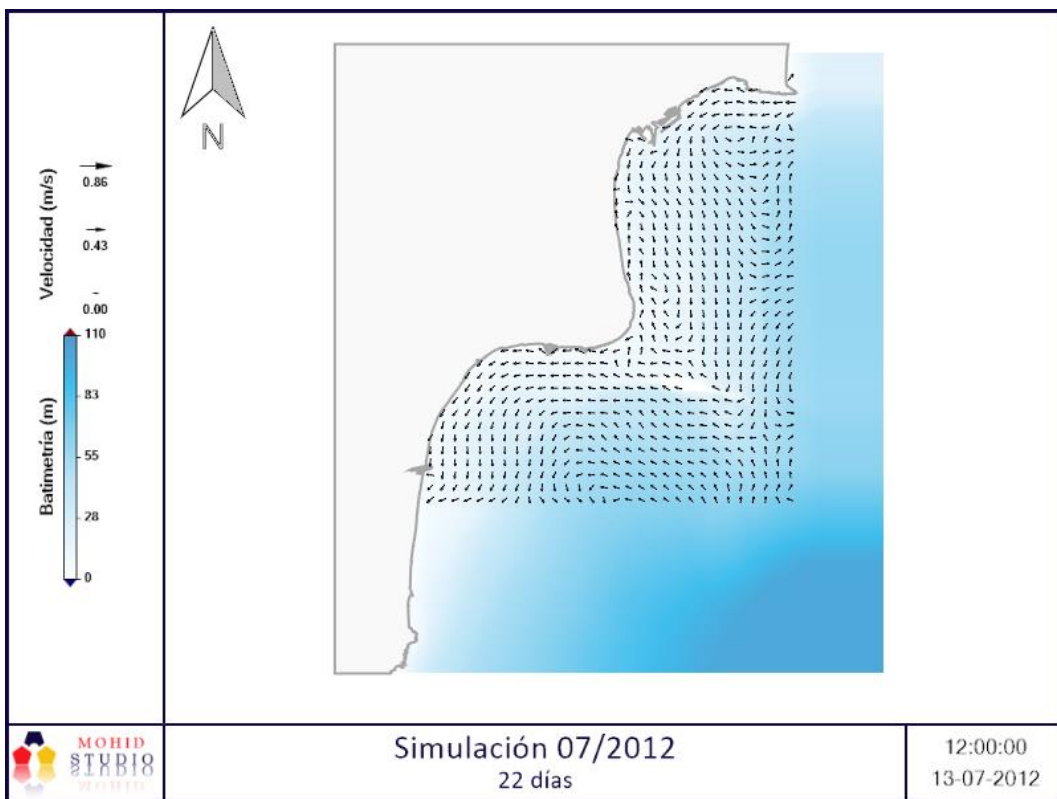 N
Velocidad (m/s)
0.86
0.43
0.00
Batimetría (m)
110
83
55
28
0
MOHID
STUDIO
Simulación 07/2012
22 días
12:00:00
13-07-2012